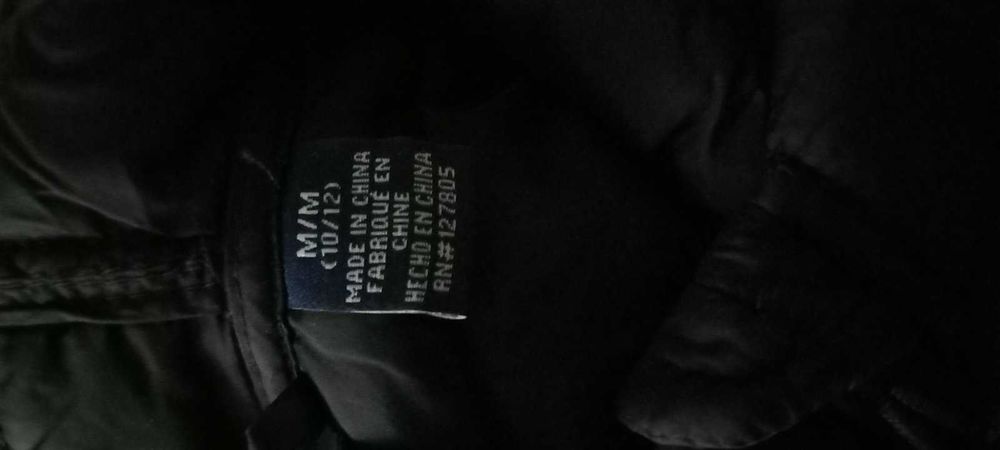 M/M
(10/12)
MADE IN CHINA
FABRIQUÉ EN
CHINE
HECHO EN CHINA
RN#127805